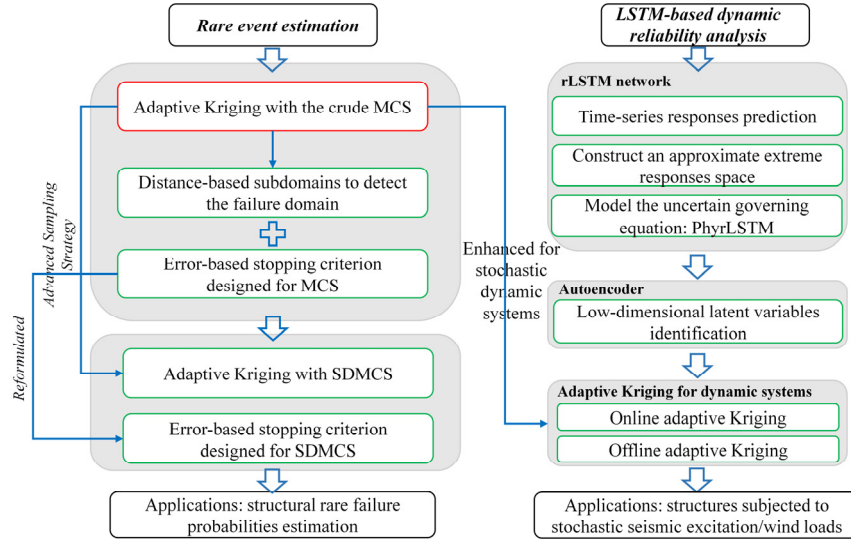 Rare event estimation
Adaptive Kriging with the crude MCS
Distance-based subdomains to detect
the failure domain
Error-based stopping criterion
designed for MCS
Advanced Sampling
Strategy
Reformulated
Adaptive Kriging with SDMCS
Error-based stopping criterion
designed for SDMCS
Applications: structural rare failure
probabilities estimation
Enhanced for
stochastic
dynamic
systems
LSTM-based dynamic
reliability analysis
rLSTM network
Time-series responses prediction
Construct an approximate extreme
responses space
Model the uncertain governing
equation: PhyrLSTM
Autoencoder
Low-dimensional latent variables
identification
Adaptive Kriging for dynamic systems
Online adaptive Kriging
Offline adaptive Kriging
Applications: structures subjected to
stochastic seismic excitation/wind loads